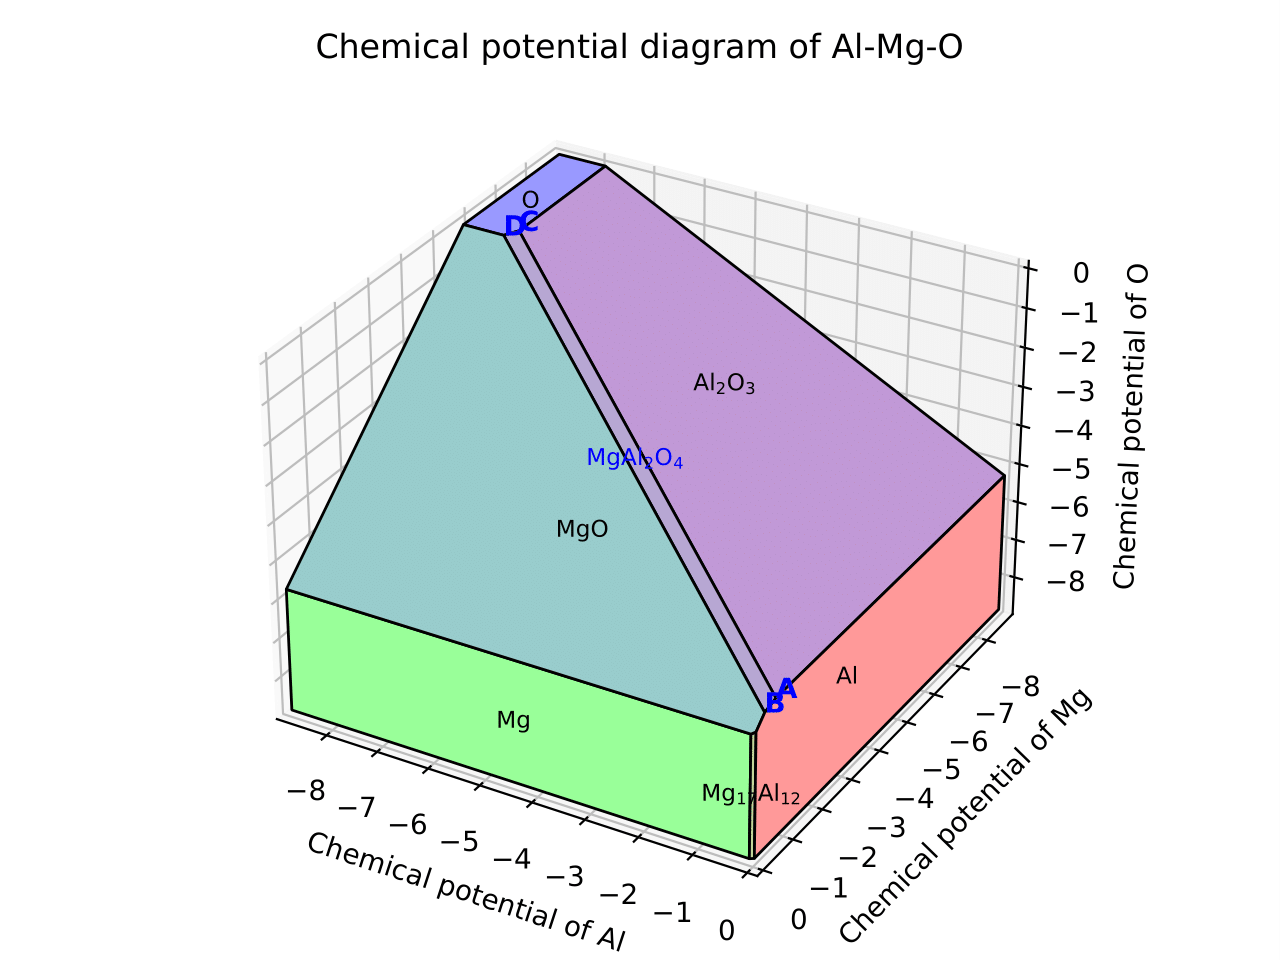 Chemical potential diagram of Al-Mg-O
O
D
C
Al₂O₃
MgAl₂O₄
MgO
A
B
Al
Mg
Mg₁₇Al₁₂
0
−1
−2
−3
−4
−5
−6
−7
−8
Chemical potential of O
−8
−7
−6
−5
−4
−3
−2
−1
0
Chemical potential of Mg
−8
−7
−6
−5
−4
−3
−2
−1
0
Chemical potential of Al